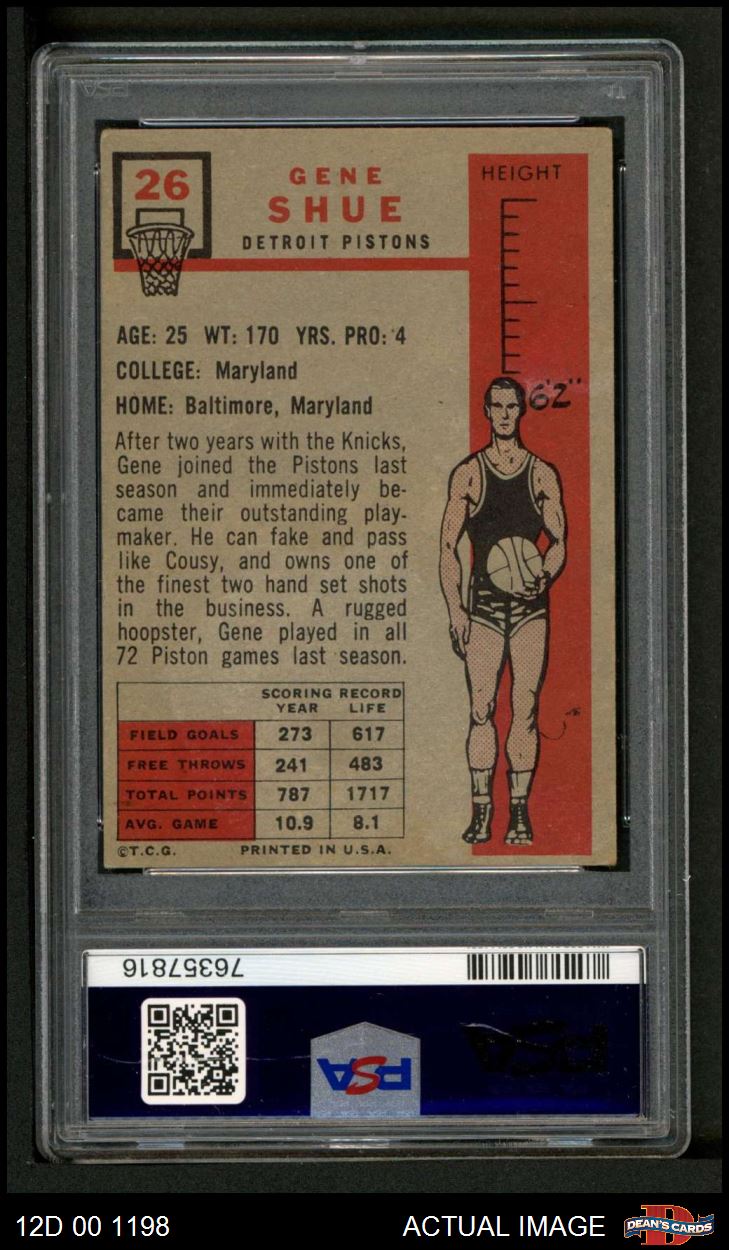 26
GENE
SHUE
DETROIT PISTONS
HEIGHT
6'2"
AGE: 25 WT: 170 YRS. PRO: 4
COLLEGE: Maryland
HOME: Baltimore, Maryland
After two years with the Knicks,
Gene joined the Pistons last
season and immediately be-
came their outstanding play-
maker. He can fake and pass
like Cousy, and owns one of
the finest two hand set shots
in the business. A rugged
hoopster, Gene played in all
72 Piston games last season.
SCORING RECORD
YEAR LIFE
FIELD GOALS 273 617
FREE THROWS 241 483
TOTAL POINTS 787 1717
AVG. GAME 10.9 8.1
©T.C.G. PRINTED IN U.S.A.
76357816
PSA
PSA
12D 00 1198 ACTUAL IMAGE DEAN'S CARDS